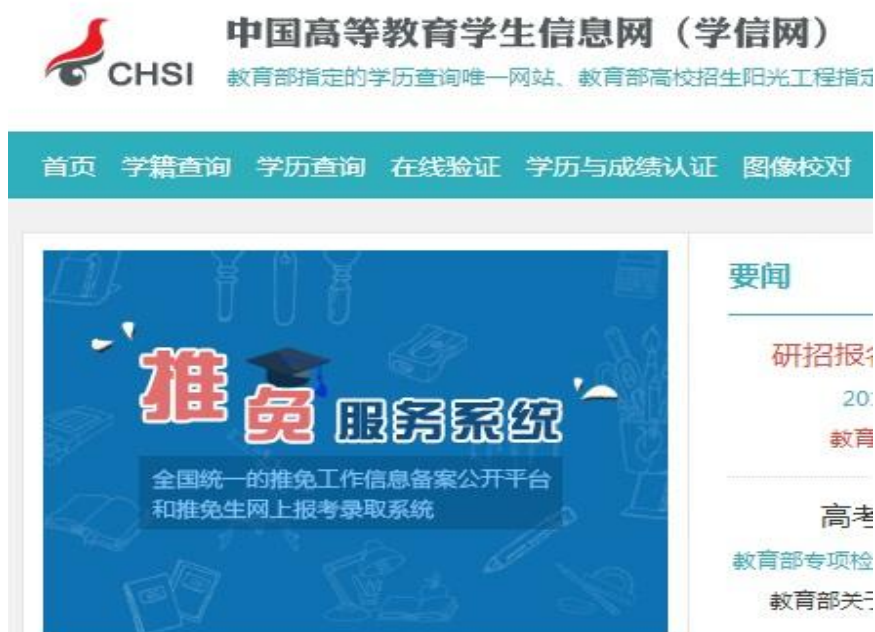 中国高等教育学生信息网（学信网）
CHSI
教育部指定的学历查询唯一网站、教育部高校招生阳光工程指定
首页 学籍查询 学历查询 在线验证 学历与成绩认证 图像校对
推免服务系统
全国统一的推免工作信息备案公开平台
和推免生网上报考录取系统
要闻
研招报名
201
教育
高考
教育部专项检
教育部关于